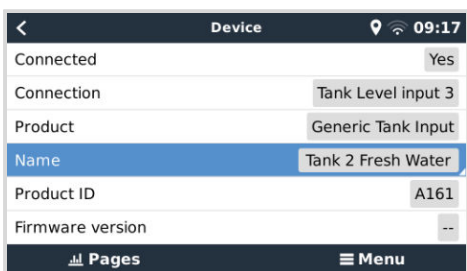 Device 09:17
Connected Yes
Connection Tank Level input 3
Product Generic Tank Input
Name Tank 2 Fresh Water
Product ID A161
Firmware version --
Pages Menu